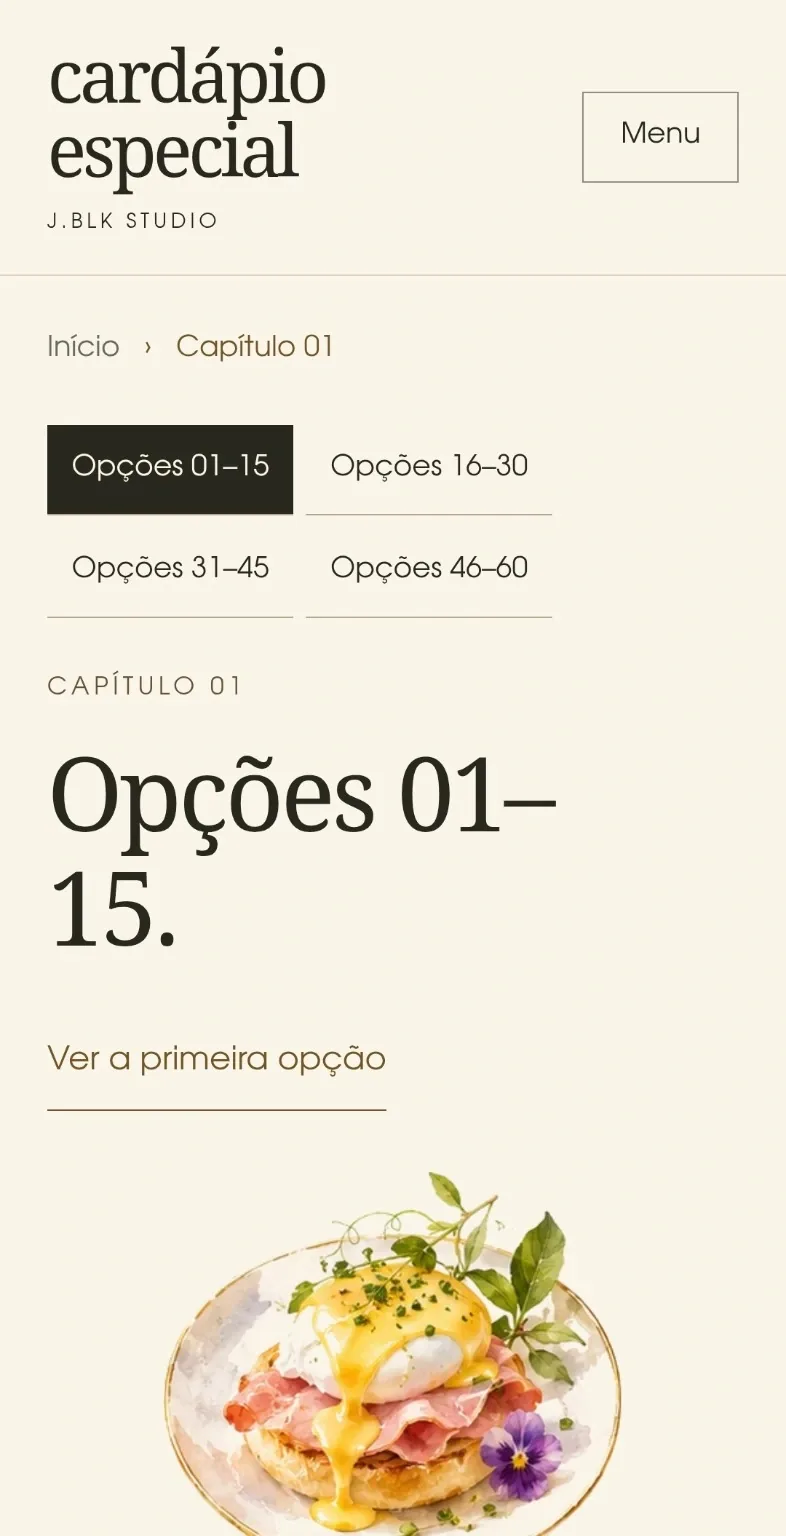 cardápio
especial
J.BLK STUDIO
Menu
Início › Capítulo 01
Opções 01–15
Opções 16–30
Opções 31–45
Opções 46–60
CAPÍTULO 01
Opções 01–
15.
Ver a primeira opção